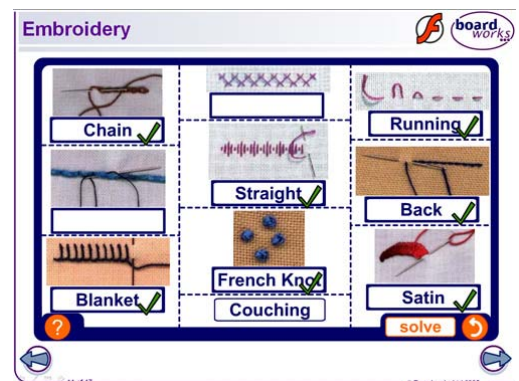 Embroidery
board
works
Chain
Running
Straight
Back
Blanket
French Knot
Satin
Couching
?
solve